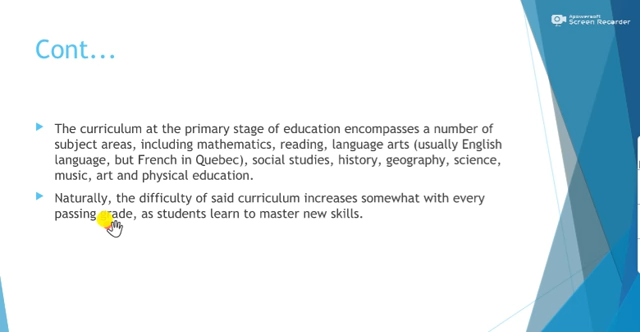 Apowersoft
Screen Recorder
Cont...
The curriculum at the primary stage of education encompasses a number of
subject areas, including mathematics, reading, language arts (usually English
language, but French in Quebec), social studies, history, geography, science,
music, art and physical education.
Naturally, the difficulty of said curriculum increases somewhat with every
passing grade, as students learn to master new skills.